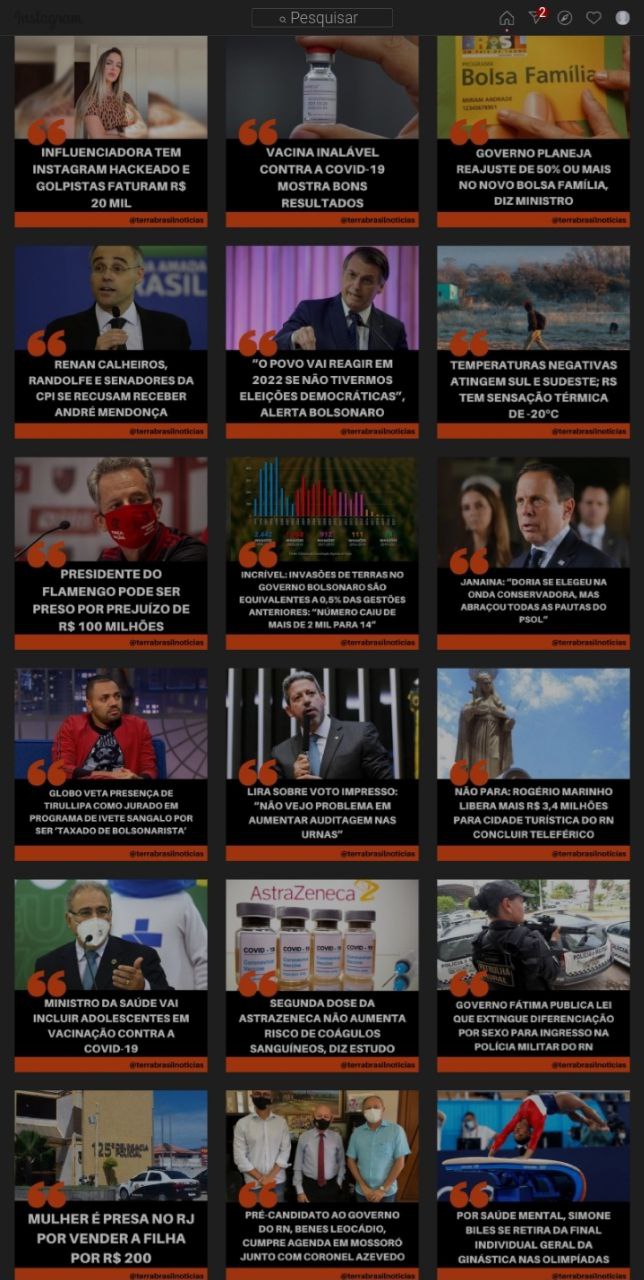 Instagram
Pesquisar
2
INFLUENCIADORA TEM
INSTAGRAM HACKEADO E
GOLPISTAS FATURAM R$
20 MIL
@terrabrasilnoticias
VACINA INALÁVEL
CONTRA A COVID-19
MOSTRA BONS
RESULTADOS
@terrabrasilnoticias
BRASIL
PROGRAMA
Bolsa Família
GOVERNO PLANEJA
REAJUSTE DE 50% OU MAIS
NO NOVO BOLSA FAMÍLIA,
DIZ MINISTRO
@terrabrasilnoticias
IA AMADA
BRASIL
RENAN CALHEIROS,
RANDOLFE E SENADORES DA
CPI SE RECUSAM RECEBER
ANDRÉ MENDONÇA
@terrabrasilnoticias
"O POVO VAI REAGIR EM
2022 SE NÃO TIVERMOS
ELEIÇÕES DEMOCRÁTICAS",
ALERTA BOLSONARO
@terrabrasilnoticias
TEMPERATURAS NEGATIVAS
ATINGEM SUL E SUDESTE; RS
TEM SENSAÇÃO TÉRMICA
DE -20°C
@terrabrasilnoticias
PRESIDENTE DO
FLAMENGO PODE SER
PRESO POR PREJUÍZO DE
R$ 100 MILHÕES
@terrabrasilnoticias
INCRÍVEL: INVASÕES DE TERRAS NO
GOVERNO BOLSONARO SÃO
EQUIVALENTES A 0,5% DAS GESTÕES
ANTERIORES: "NÚMERO CAIU DE
MAIS DE 2 MIL PARA 14"
@terrabrasilnoticias
JANAINA: "DORIA SE ELEGEU NA
ONDA CONSERVADORA, MAS
ABRAÇOU TODAS AS PAUTAS DO
PSOL"
@terrabrasilnoticias
GLOBO VETA PRESENÇA DE
TIRULLIPA COMO JURADO EM
PROGRAMA DE IVETE SANGALO POR
SER 'TAXADO DE BOLSONARISTA'
@terrabrasilnoticias
LIRA SOBRE VOTO IMPRESSO:
"NÃO VEJO PROBLEMA EM
AUMENTAR AUDITAGEM NAS
URNAS"
@terrabrasilnoticias
NÃO PARA: ROGÉRIO MARINHO
LIBERA MAIS R$ 3,4 MILHÕES
PARA CIDADE TURÍSTICA DO RN
CONCLUIR TELEFÉRICO
@terrabrasilnoticias
MINISTRO DA SAÚDE VAI
INCLUIR ADOLESCENTES EM
VACINAÇÃO CONTRA A
COVID-19
@terrabrasilnoticias
AstraZeneca
COVID - 19
COVID - 19
COVID - 19
COVID - 19
SEGUNDA DOSE DA
ASTRAZENECA NÃO AUMENTA
RISCO DE COÁGULOS
SANGUÍNEOS, DIZ ESTUDO
@terrabrasilnoticias
GOVERNO FÁTIMA PUBLICA LEI
QUE EXTINGUE DIFERENCIAÇÃO
POR SEXO PARA INGRESSO NA
POLÍCIA MILITAR DO RN
@terrabrasilnoticias
MULHER É PRESA NO RJ
POR VENDER A FILHA
POR R$ 200
@terrabrasilnoticias
PRÉ-CANDIDATO AO GOVERNO
DO RN, BENES LEOCÁDIO,
CUMPRE AGENDA EM MOSSORÓ
JUNTO COM CORONEL AZEVEDO
@terrabrasilnoticias
POR SAÚDE MENTAL, SIMONE
BILES SE RETIRA DA FINAL
INDIVIDUAL GERAL DA
GINÁSTICA NAS OLIMPÍADAS
@terrabrasilnoticias